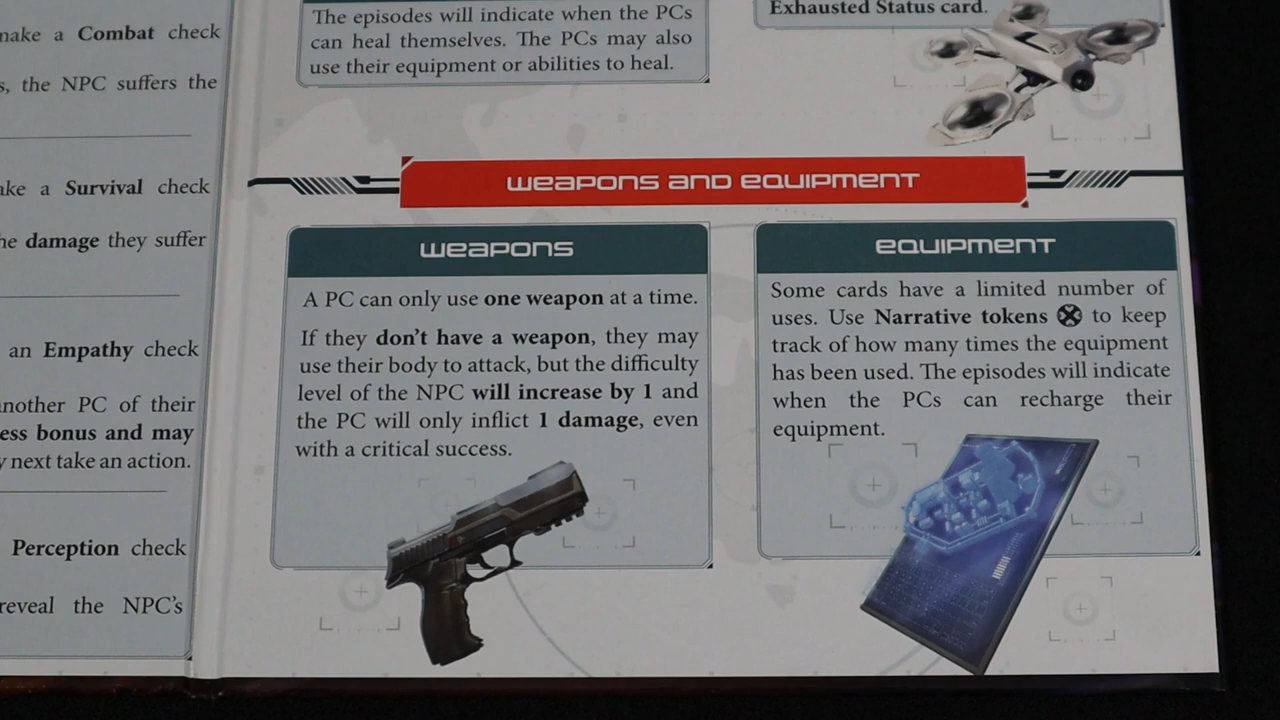 make a Combat check
s, the NPC suffers the
ake a Survival check
he damage they suffer
an Empathy check
another PC of their
ess bonus and may
y next take an action.
Perception check
reveal the NPC's
The episodes will indicate when the PCs
can heal themselves. The PCs may also
use their equipment or abilities to heal.
Exhausted Status card.
WEAPONS AND EQUIPMENT
WEAPONS
A PC can only use one weapon at a time.
If they don't have a weapon, they may
use their body to attack, but the difficulty
level of the NPC will increase by 1 and
the PC will only inflict 1 damage, even
with a critical success.
EQUIPMENT
Some cards have a limited number of
uses. Use Narrative tokens to keep
track of how many times the equipment
has been used. The episodes will indicate
when the PCs can recharge their
equipment.